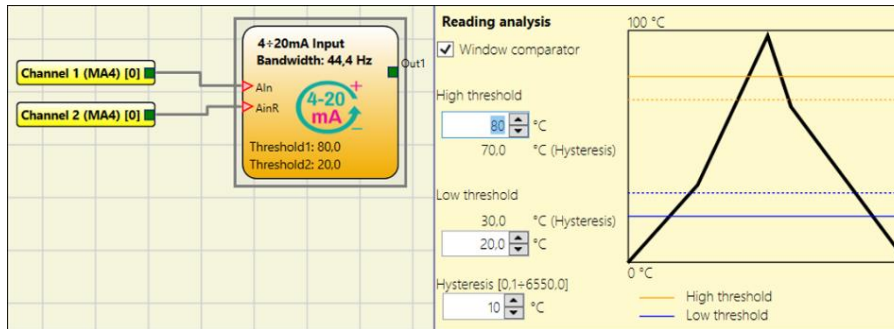 4÷20mA Input
Bandwidth: 44,4 Hz
Out1
Channel 1 (MA4) [0]
AIn
Channel 2 (MA4) [0]
AinR
4-20
mA
Threshold1: 80,0
Threshold2: 20,0
Reading analysis
Window comparator
High threshold
80 °C
70,0 °C (Hysteresis)
Low threshold
30,0 °C (Hysteresis)
20,0 °C
Hysteresis [0,1÷6550,0]
10 °C
100 °C
0 °C
High threshold
Low threshold